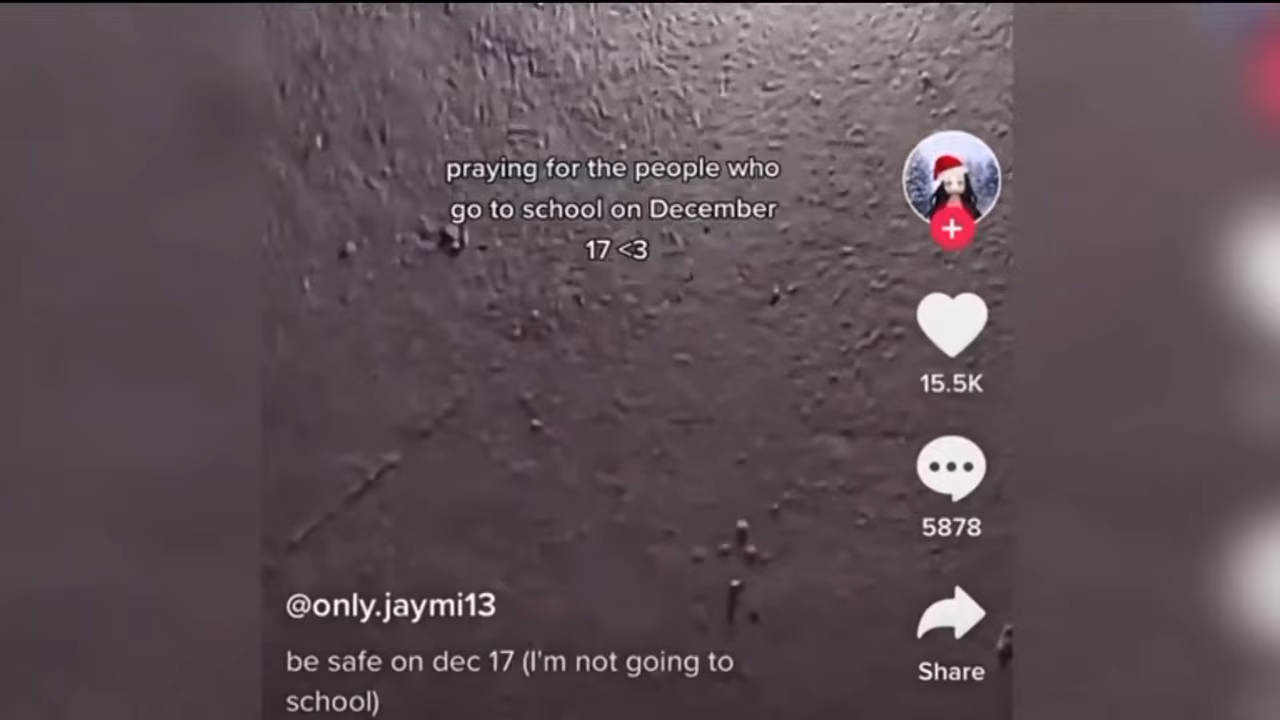 praying for the people who
go to school on December
17 <3
15.5K
5878
@only.jaymi13
be safe on dec 17 (I'm not going to
school)
Share